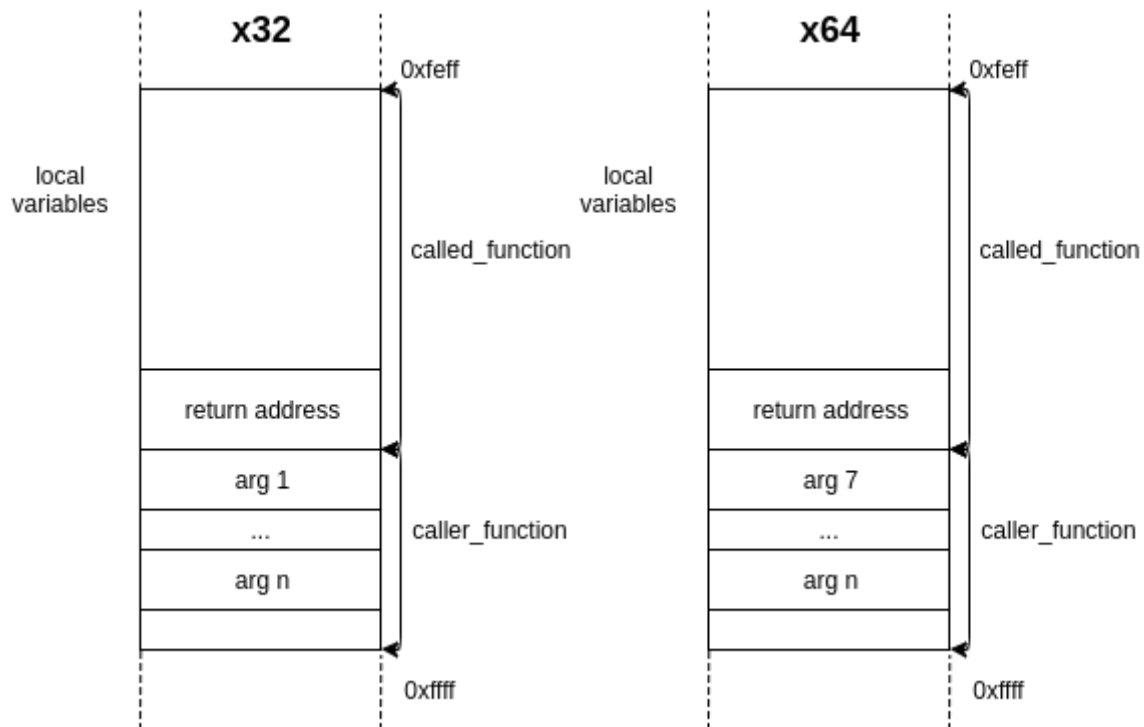 x32
0xfeff
local
variables
called_function
return address
arg 1
...
caller_function
arg n
0xffff
x64
0xfeff
local
variables
called_function
return address
arg 7
...
caller_function
arg n
0xffff